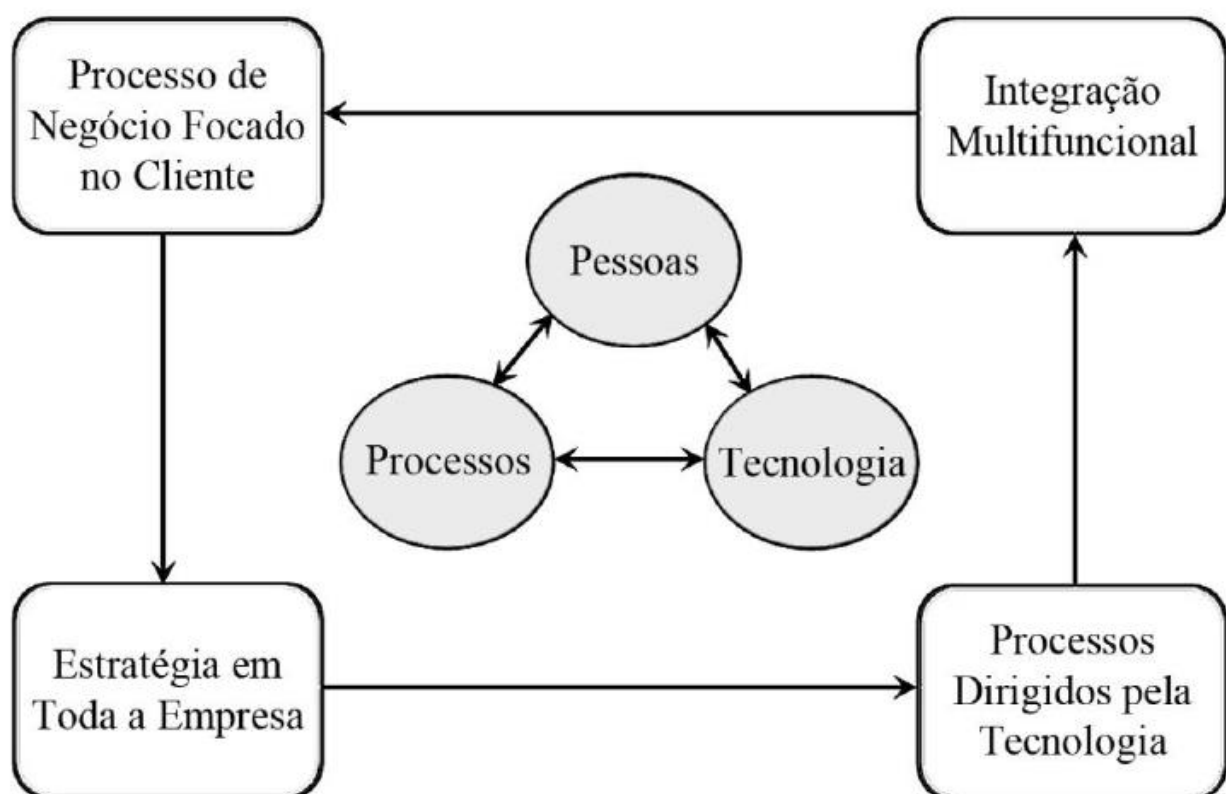 Processo de
Negócio Focado
no Cliente
Integração
Multifuncional
Pessoas
Processos
Tecnologia
Estratégia em
Toda a Empresa
Processos
Dirigidos pela
Tecnologia